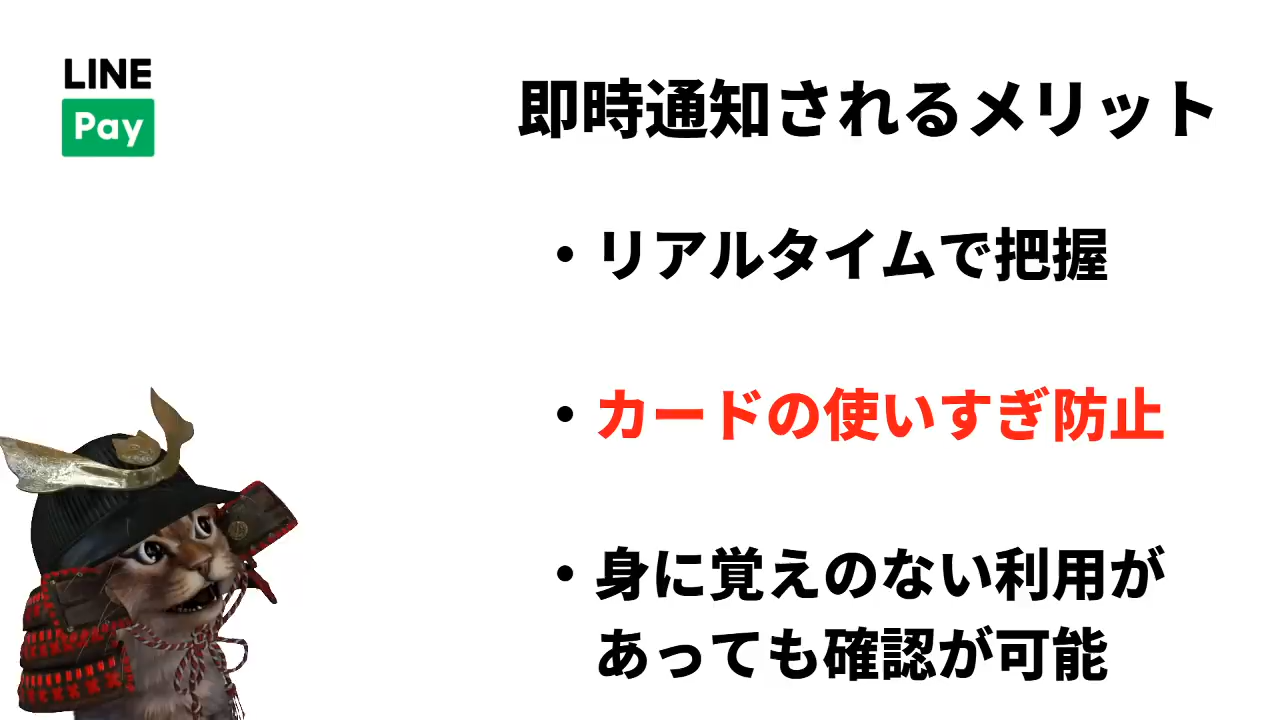 LINE
Pay
即時通知されるメリット
・リアルタイムで把握
・カードの使いすぎ防止
・身に覚えのない利用が
あっても確認が可能